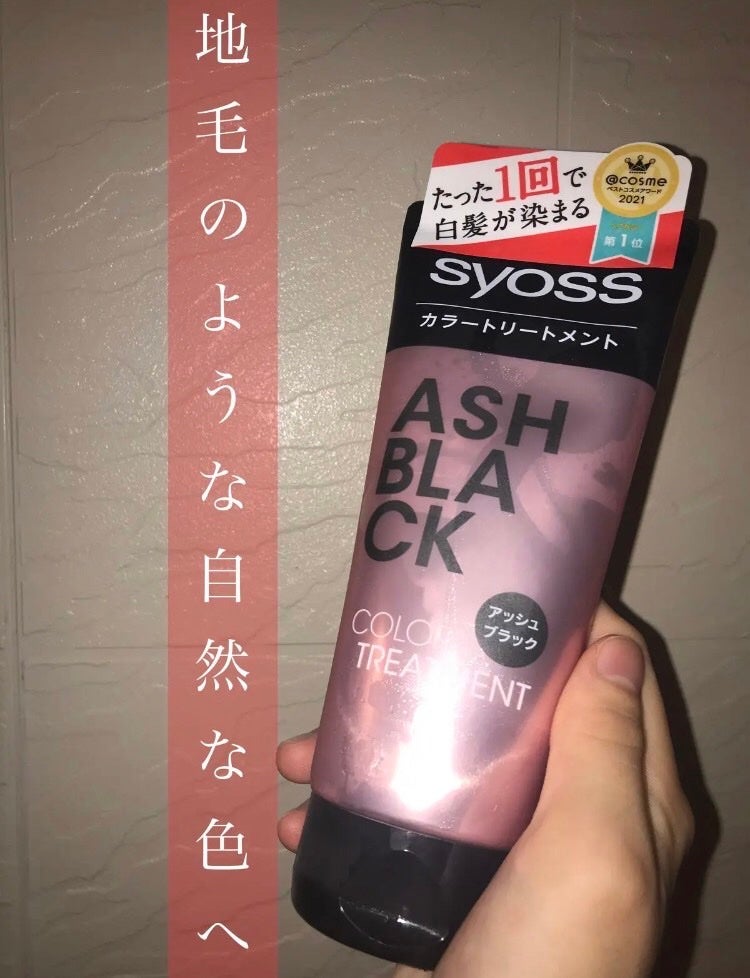 地毛のような自然な色へ
たった1回で
白髪が染まる
@cosme
ベストコスメアワード
2021
第1位
syoss
カラートリートメント
ASH
BLA
CK
アッシュ
ブラック
COLOR
TREATMENT